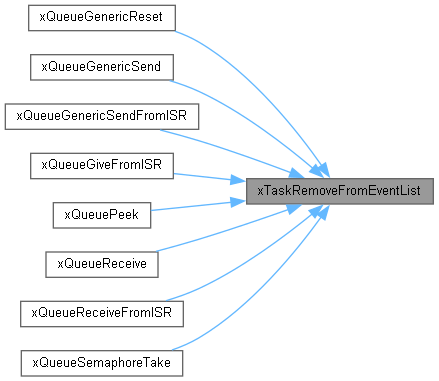 xQueueGenericReset
xQueueGenericSend
xQueueGenericSendFromISR
xQueueGiveFromISR
xTaskRemoveFromEventList
xQueuePeek
xQueueReceive
xQueueReceiveFromISR
xQueueSemaphoreTake